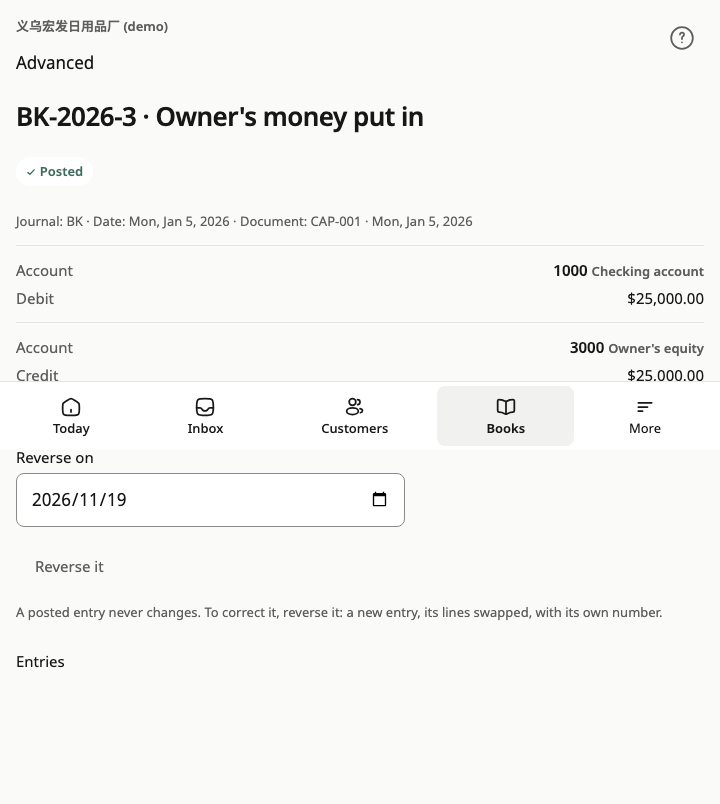 义乌宏发日用品厂 (demo)
Advanced
BK-2026-3 · Owner's money put in
✓ Posted
Journal: BK · Date: Mon, Jan 5, 2026 · Document: CAP-001 · Mon, Jan 5, 2026
Account 1000 Checking account
Debit $25,000.00
Account 3000 Owner's equity
Credit $25,000.00
Today Inbox Customers Books More
Reverse on
2026/11/19
Reverse it
A posted entry never changes. To correct it, reverse it: a new entry, its lines swapped, with its own number.
Entries